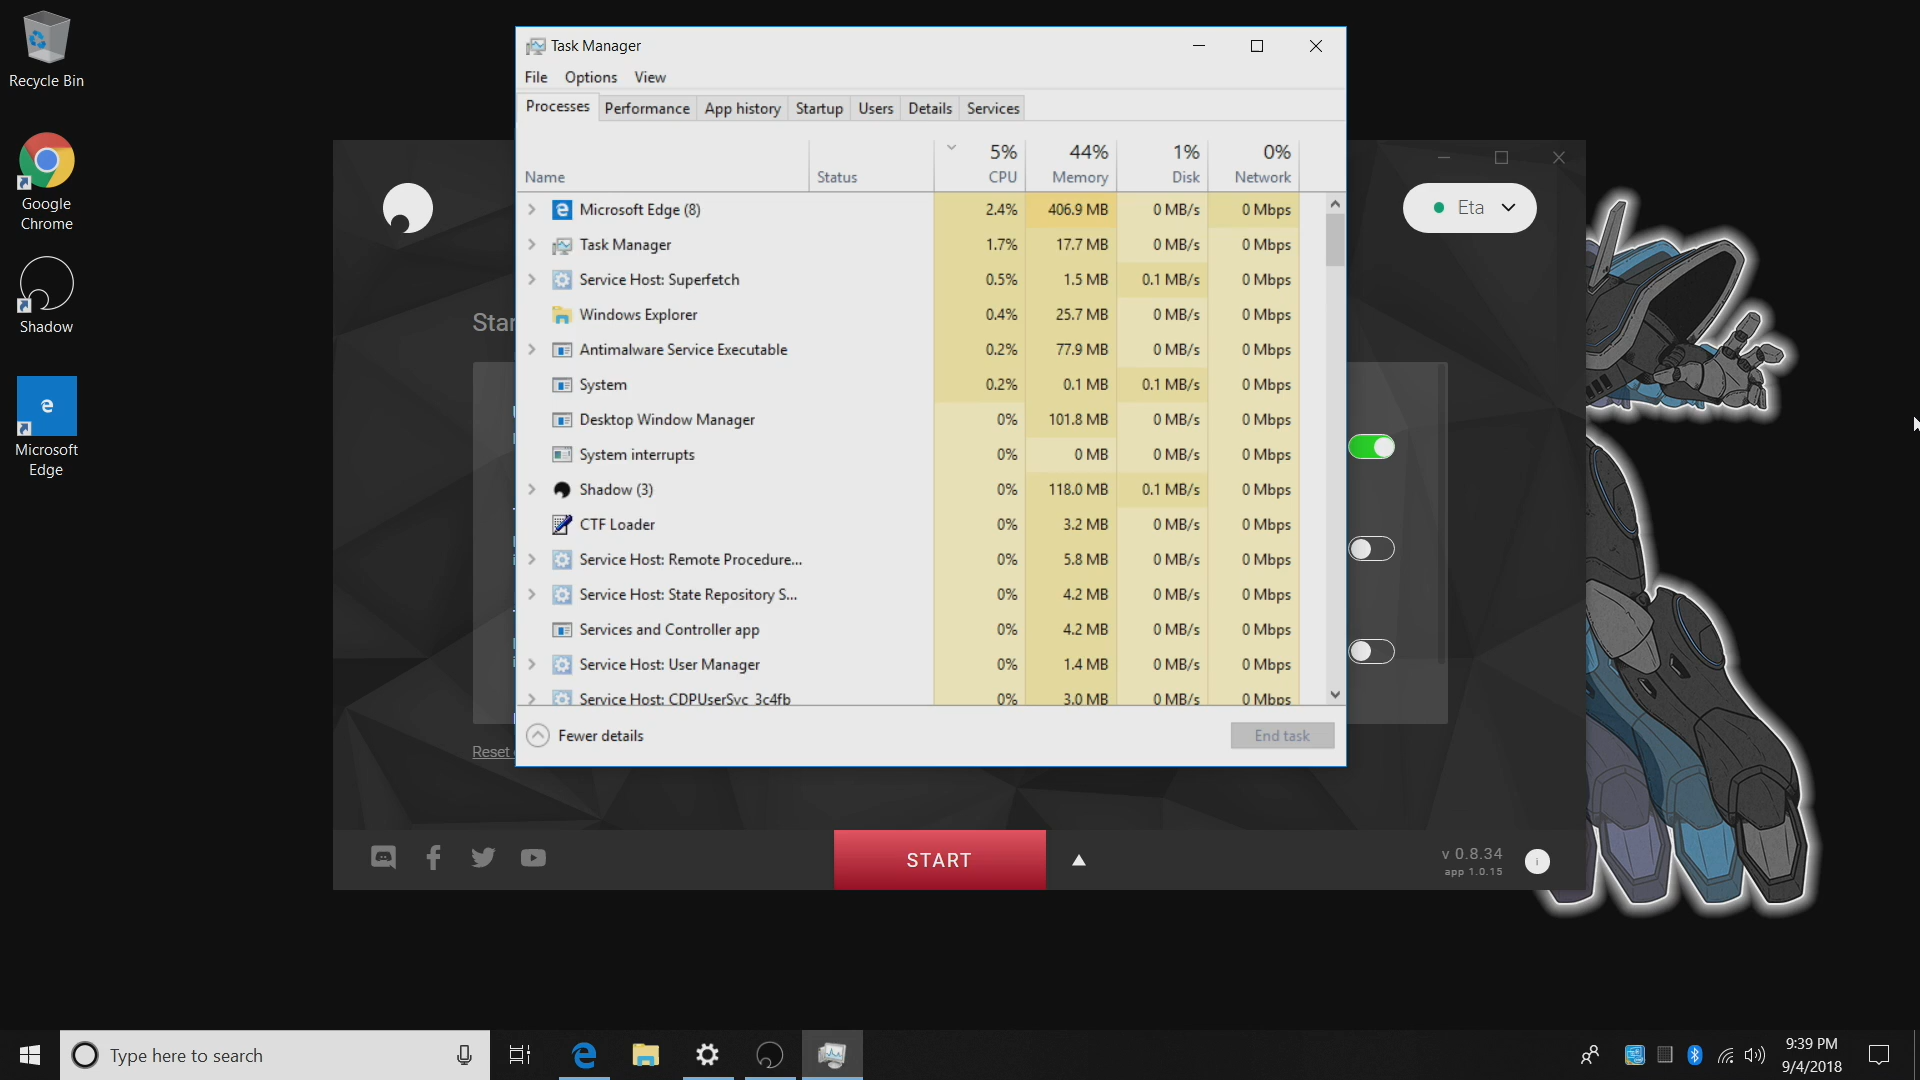 Recycle Bin
Google
Chrome
Shadow
Microsoft
Edge
Task Manager
File Options View
Processes Performance App history Startup Users Details Services
5% 44% 1% 0%
Name Status CPU Memory Disk Network
Microsoft Edge (8) 2.4% 406.9 MB 0 MB/s 0 Mbps
Task Manager 1.7% 17.7 MB 0 MB/s 0 Mbps
Service Host: Superfetch 0.5% 1.5 MB 0.1 MB/s 0 Mbps
Windows Explorer 0.4% 25.7 MB 0 MB/s 0 Mbps
Antimalware Service Executable 0.2% 77.9 MB 0 MB/s 0 Mbps
System 0.2% 0.1 MB 0.1 MB/s 0 Mbps
Desktop Window Manager 0% 101.8 MB 0 MB/s 0 Mbps
System interrupts 0% 0 MB 0 MB/s 0 Mbps
Shadow (3) 0% 118.0 MB 0.1 MB/s 0 Mbps
CTF Loader 0% 3.2 MB 0 MB/s 0 Mbps
Service Host: Remote Procedure... 0% 5.8 MB 0 MB/s 0 Mbps
Service Host: State Repository S... 0% 4.2 MB 0 MB/s 0 Mbps
Services and Controller app 0% 4.2 MB 0 MB/s 0 Mbps
Service Host: User Manager 0% 1.4 MB 0 MB/s 0 Mbps
Service Host: CDPUserSvc_3c4fb 0% 3.0 MB 0 MB/s 0 Mbps
Fewer details End task
Eta
Reset
START
v 0.8.34
app 1.0.15
Type here to search
9:39 PM
9/4/2018